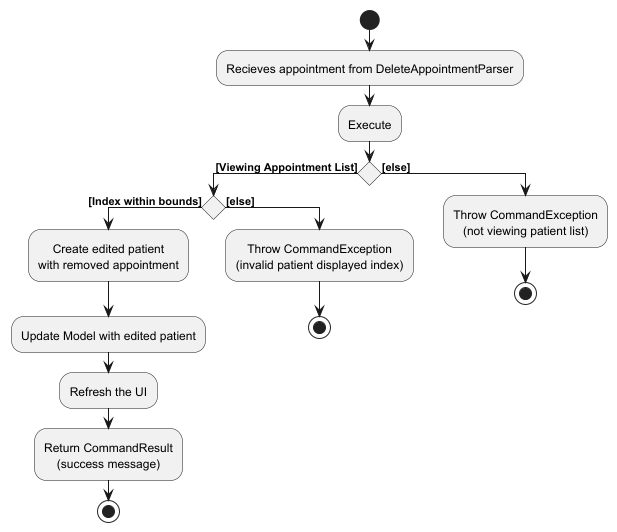 Recieves appointment from DeleteAppointmentParser
Execute
[Viewing Appointment List]
[else]
[Index within bounds]
[else]
Throw CommandException
(not viewing patient list)
Create edited patient
with removed appointment
Throw CommandException
(invalid patient displayed index)
Update Model with edited patient
Refresh the UI
Return CommandResult
(success message)